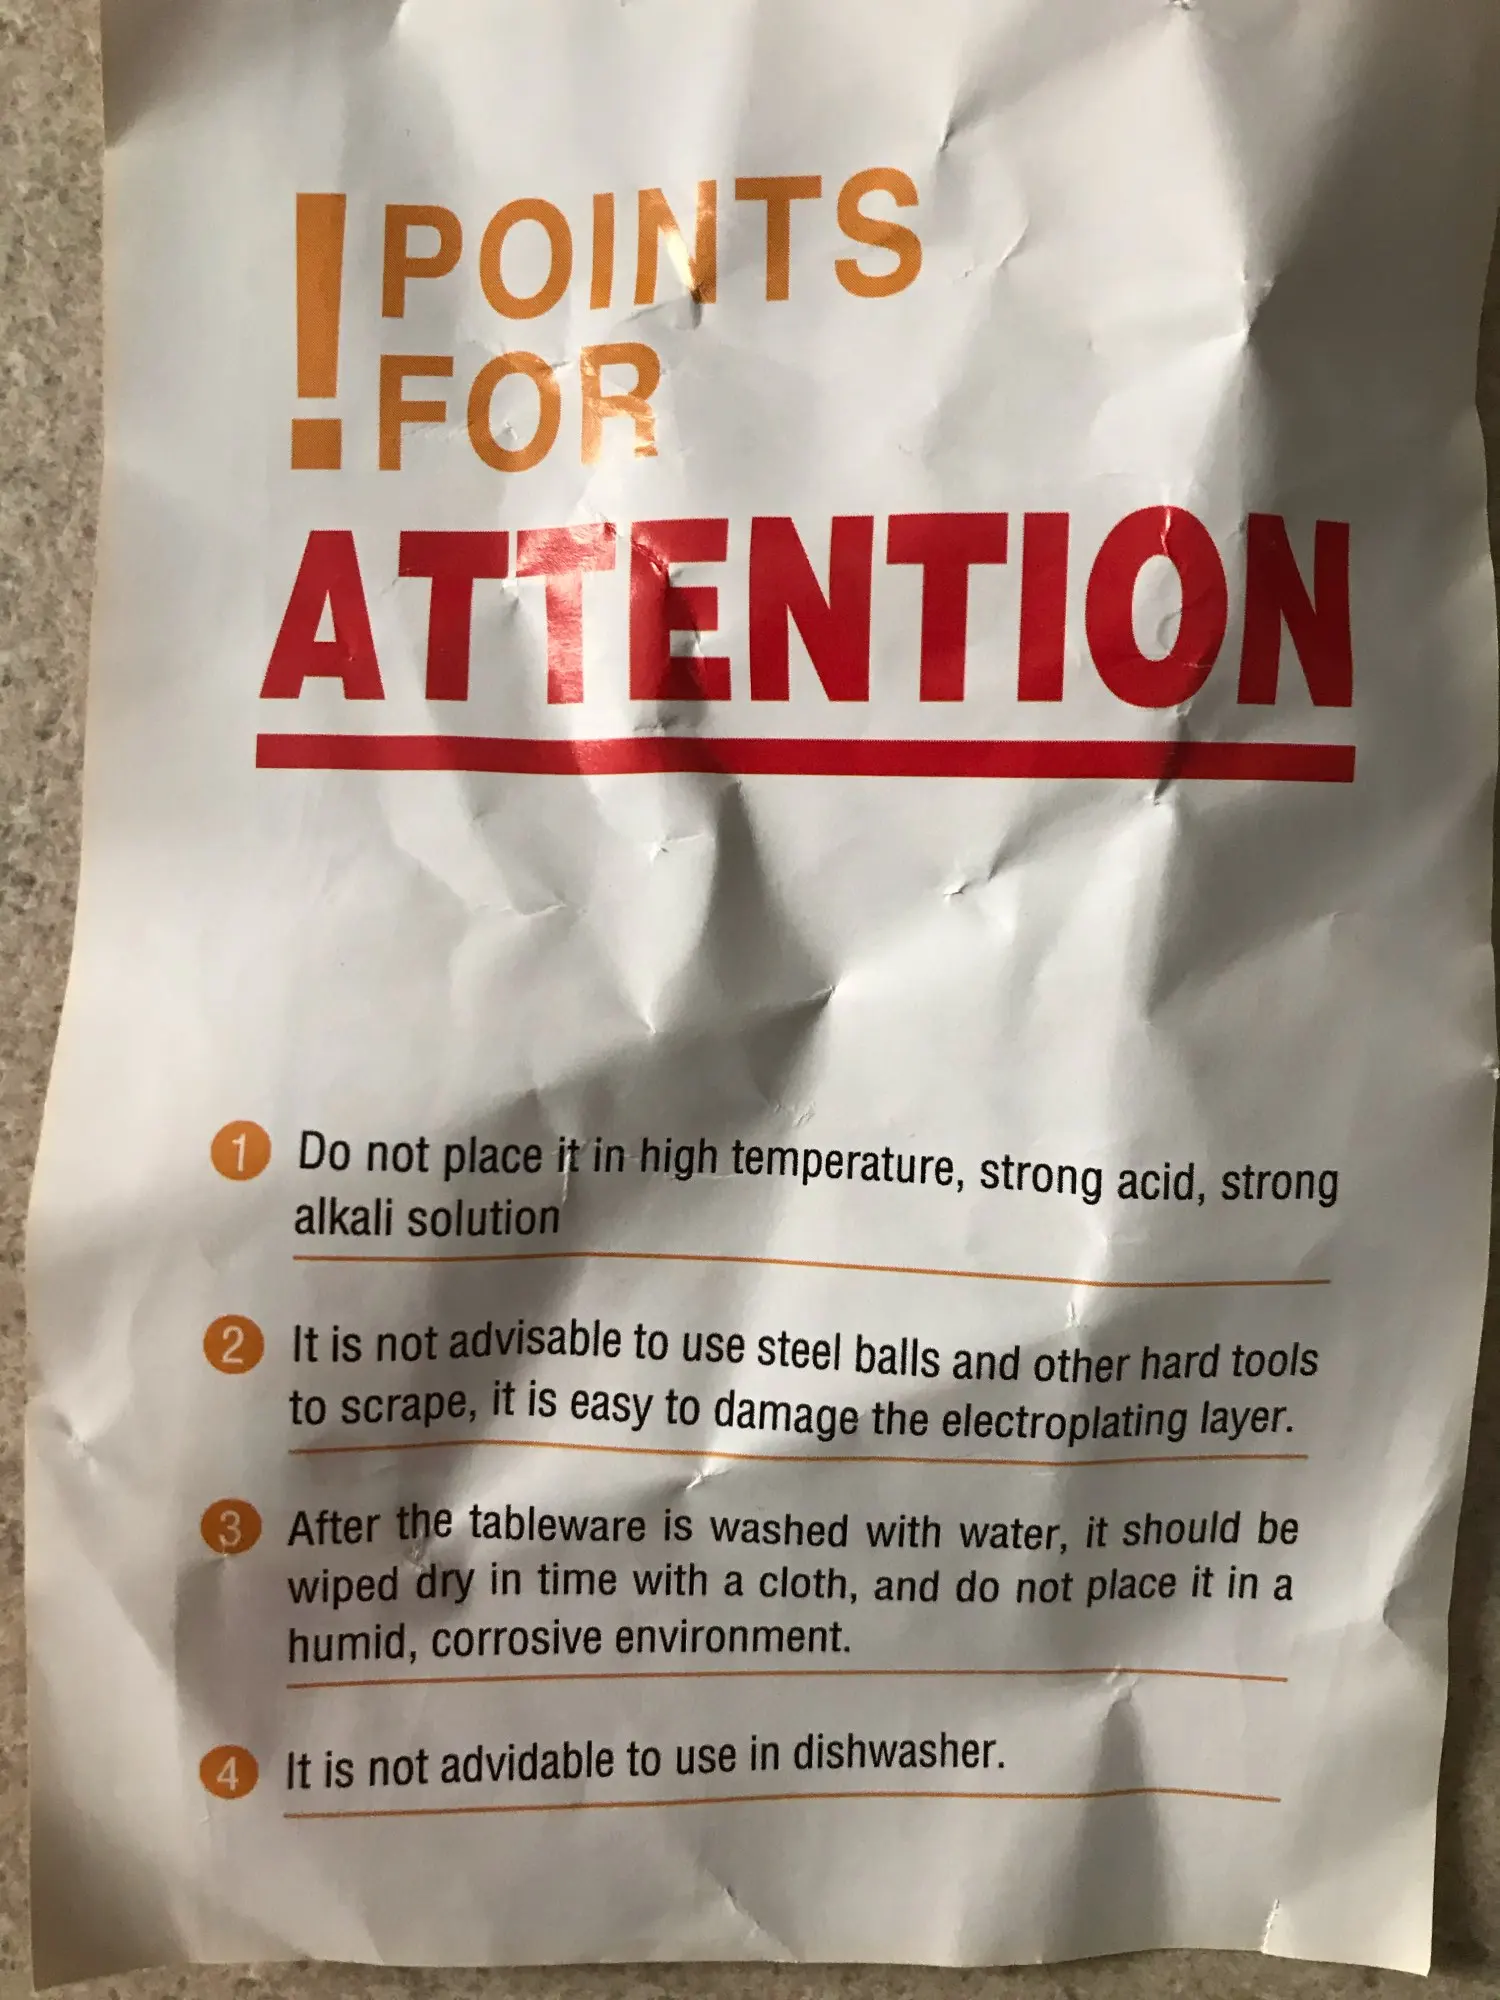 ! POINTS
FOR
ATTENTION
1 Do not place it in high temperature, strong acid, strong
alkali solution
2 It is not advisable to use steel balls and other hard tools
to scrape, it is easy to damage the electroplating layer.
3 After the tableware is washed with water, it should be
wiped dry in time with a cloth, and do not place it in a
humid, corrosive environment.
4 It is not advidable to use in dishwasher.